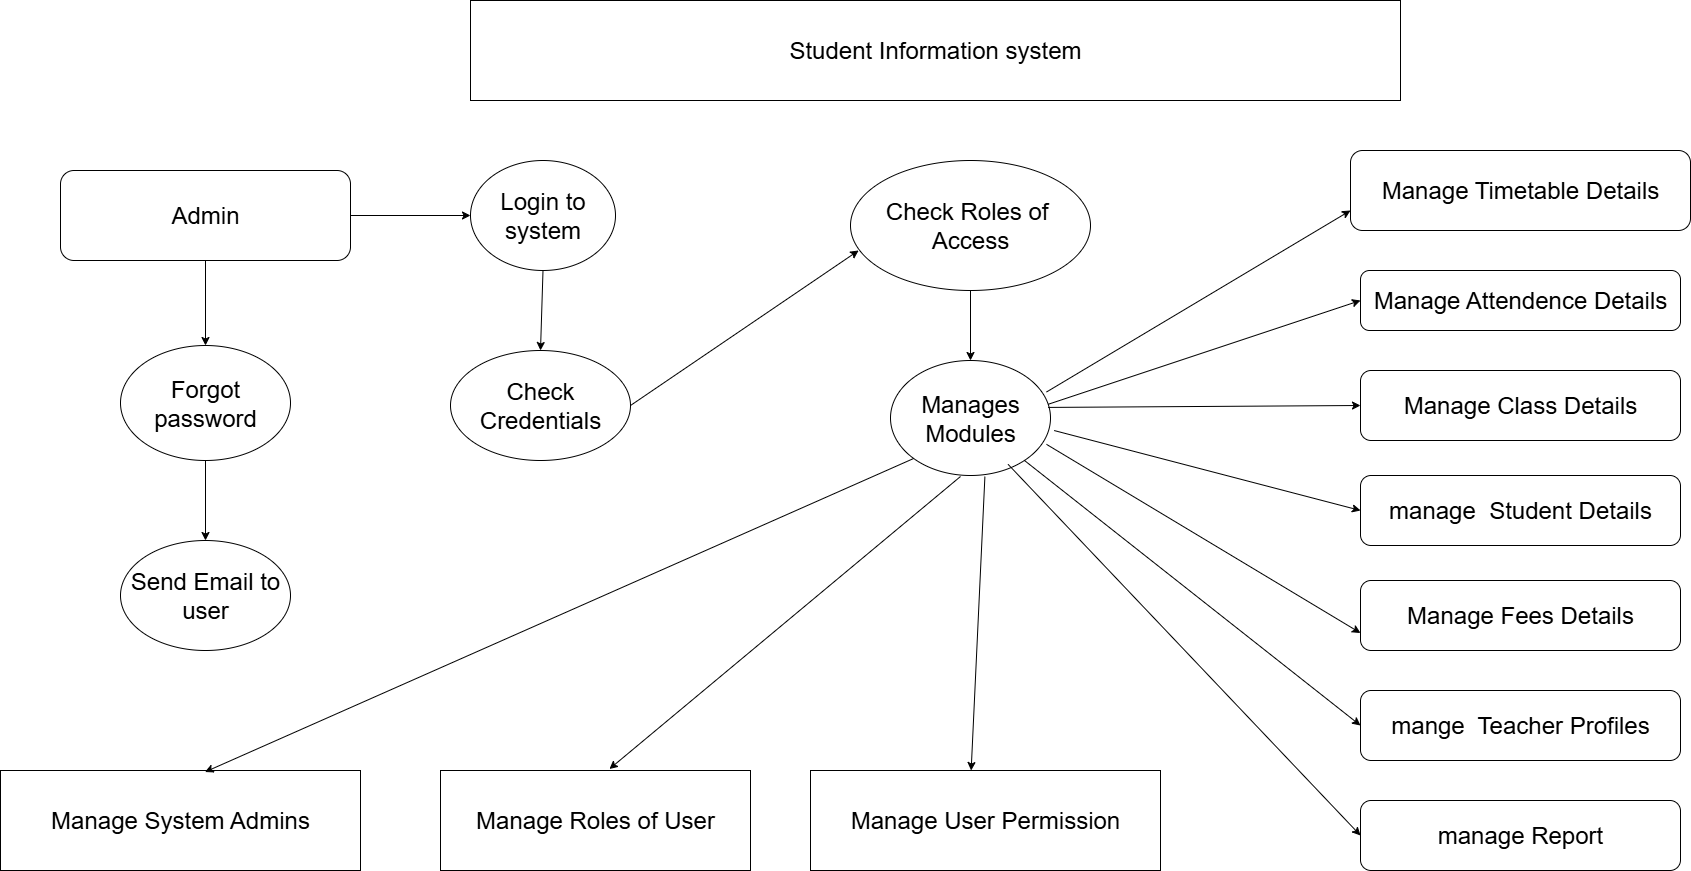 Student Information system
Admin
Login to
system
Check Roles of
Access
Manage Timetable Details
Manage Attendence Details
Forgot
password
Check
Credentials
Manages
Modules
Manage Class Details
manage  Student Details
Send Email to
user
Manage Fees Details
mange  Teacher Profiles
Manage System Admins
Manage Roles of User
Manage User Permission
manage Report